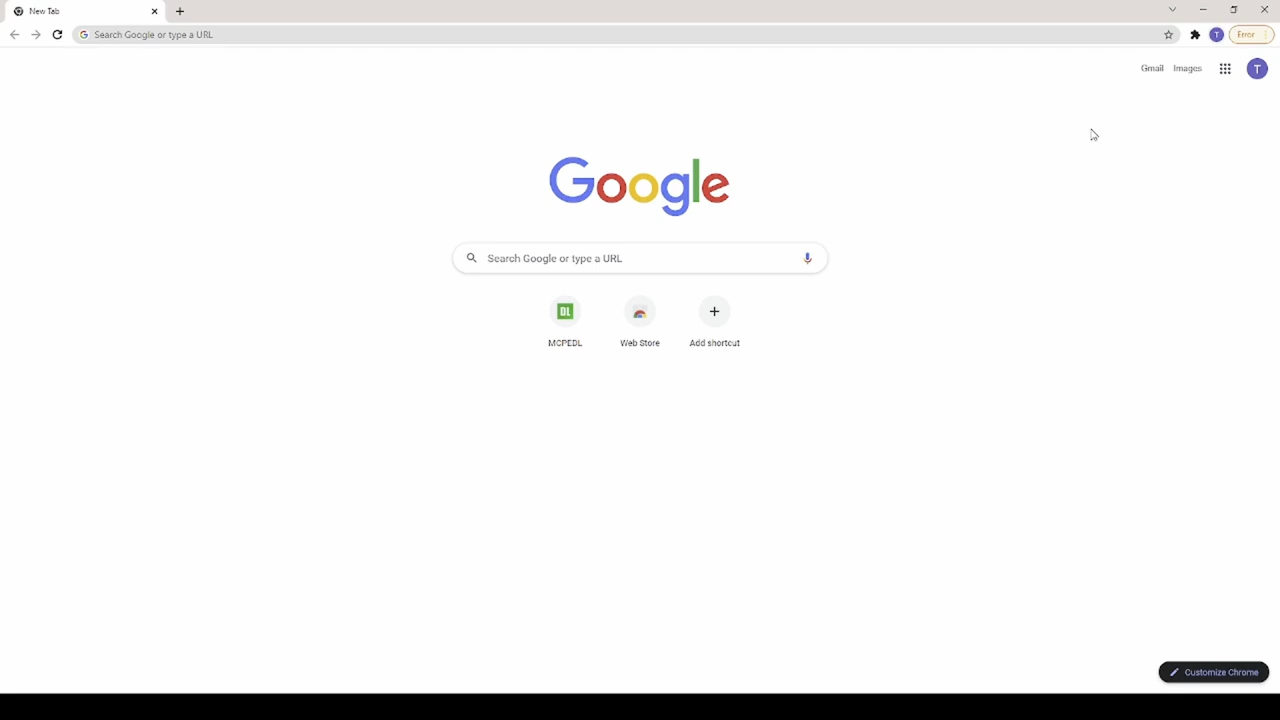 New Tab
Search Google or type a URL
T
Error
Gmail
Images
T
Google
Search Google or type a URL
DL
MCPEDL
Web Store
Add shortcut
Customize Chrome